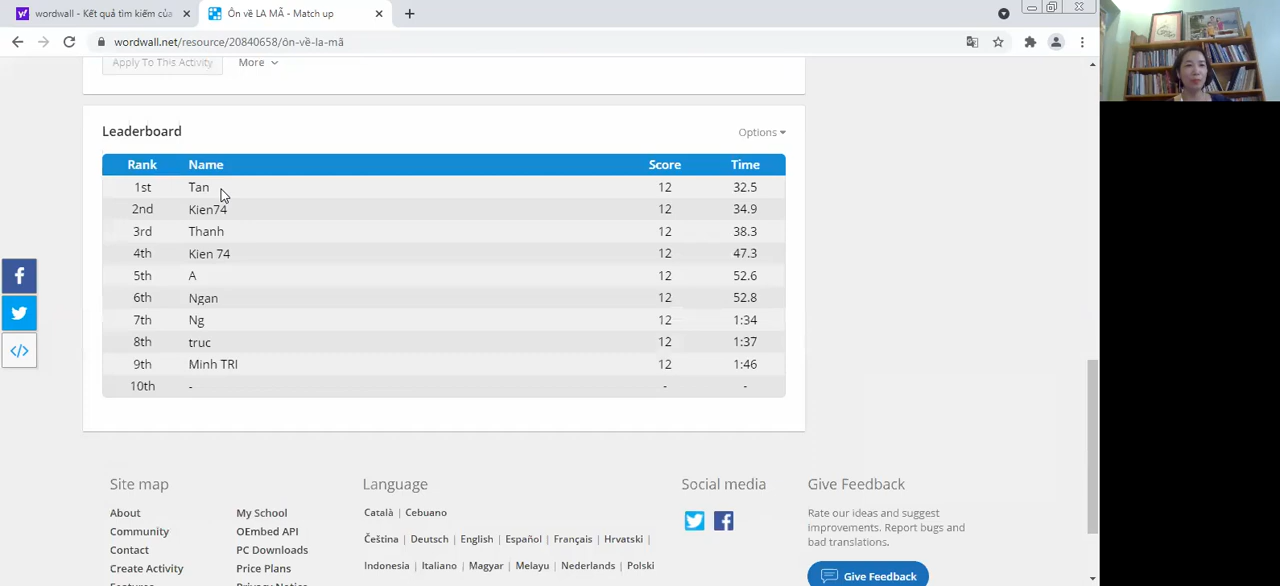 wordwall - Kết quả tìm kiếm củ
Ôn về LA MÃ - Match up
wordwall.net/resource/20840658/ôn-về-la-mã
Apply To This Activity More
Leaderboard Options
Rank Name Score Time
1st Tan 12 32.5
2nd Kien74 12 34.9
3rd Thanh 12 38.3
4th Kien 74 12 47.3
5th A 12 52.6
6th Ngan 12 52.8
7th Ng 12 1:34
8th truc 12 1:37
9th Minh TRI 12 1:46
10th - - -
Site map Language Social media Give Feedback
About My School Català | Cebuano Rate our ideas and suggest
Community OEmbed API Čeština | Deutsch | English | Español | Français | Hrvatski | improvements. Report bugs and
bad translations.
Contact PC Downloads
Create Activity Price Plans Indonesia | Italiano | Magyar | Melayu | Nederlands | Polski
Give Feedback
Features Privacy Notice